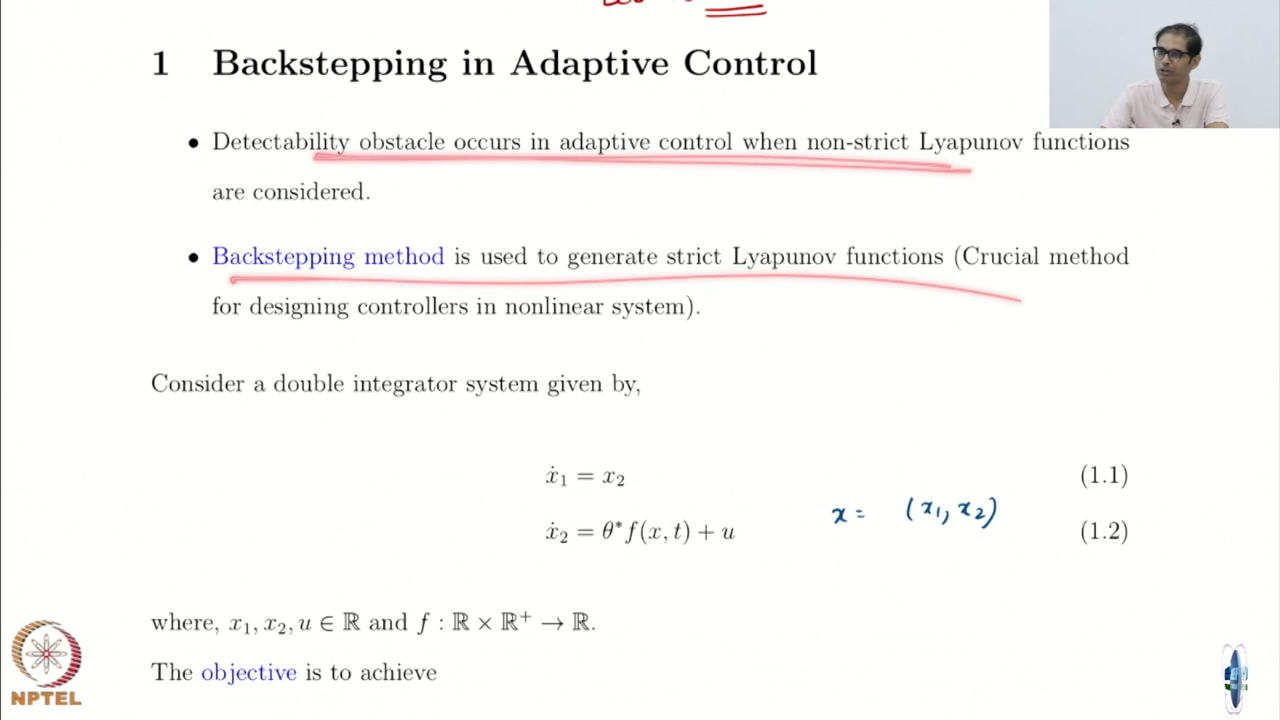 1 Backstepping in Adaptive Control
• Detectability obstacle occurs in adaptive control when non-strict Lyapunov functions
are considered.
• Backstepping method is used to generate strict Lyapunov functions (Crucial method
for designing controllers in nonlinear system).
Consider a double integrator system given by,
ẋ₁ = x₂ (1.1)
x = (x₁, x₂)
ẋ₂ = θ*f(x, t) + u (1.2)
where, x₁, x₂, u ∈ ℝ and f : ℝ × ℝ⁺ → ℝ.
The objective is to achieve
NPTEL